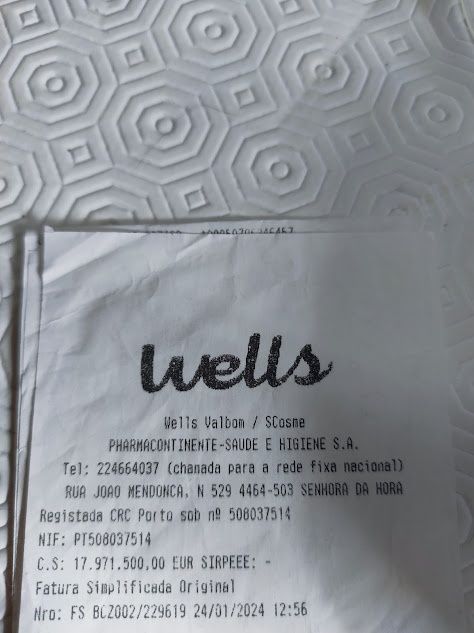 wells
Wells Valbom / SCosme
PHARMACONTINENTE-SAUDE E HIGIENE S.A.
Tel: 224664037 (chamada para a rede fixa nacional)
RUA JOAO MENDONCA, N 529 4464-503 SENHORA DA HORA
Registada CRC Porto sob nº 508037514
NIF: PT508037514
C.S: 17.971.500,00 EUR SIRPEEE: -
Fatura Simplificada Original
Nro: FS BCZ002/229619 24/01/2024 12:56